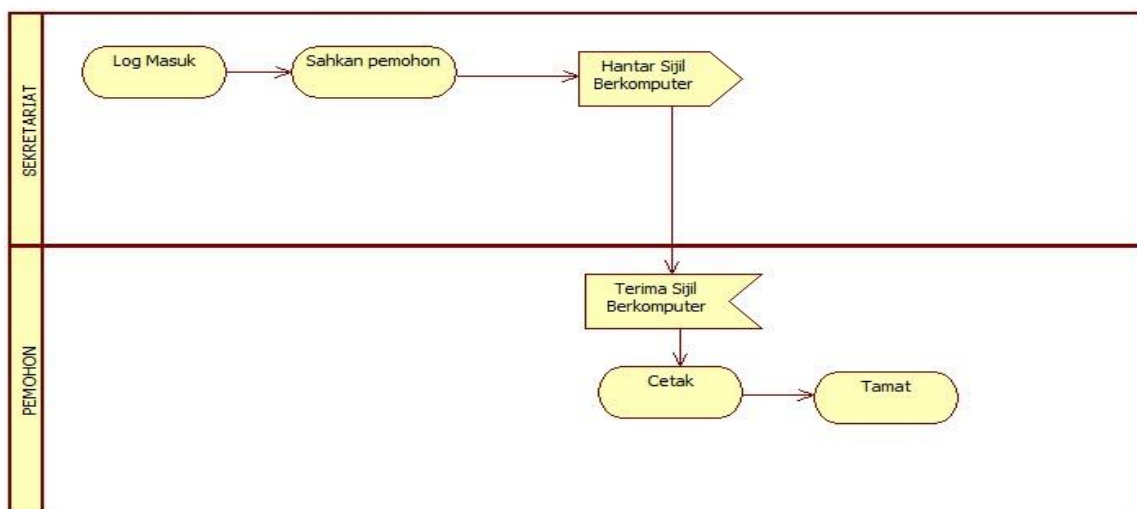 SEKRETARIAT
Log Masuk
Sahkan pemohon
Hantar Sijil
Berkomputer
PEMOHON
Terima Sijil
Berkomputer
Cetak
Tamat